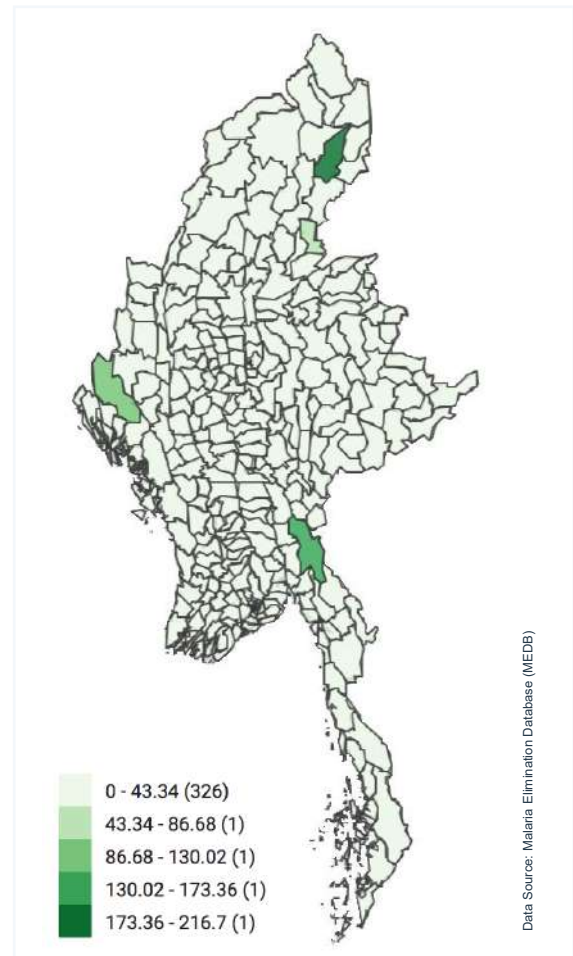 0 - 43.34 (326)
43.34 - 86.68 (1)
86.68 - 130.02 (1)
130.02 - 173.36 (1)
173.36 - 216.7 (1)
Data Source: Malaria Elimination Database (MEDB)